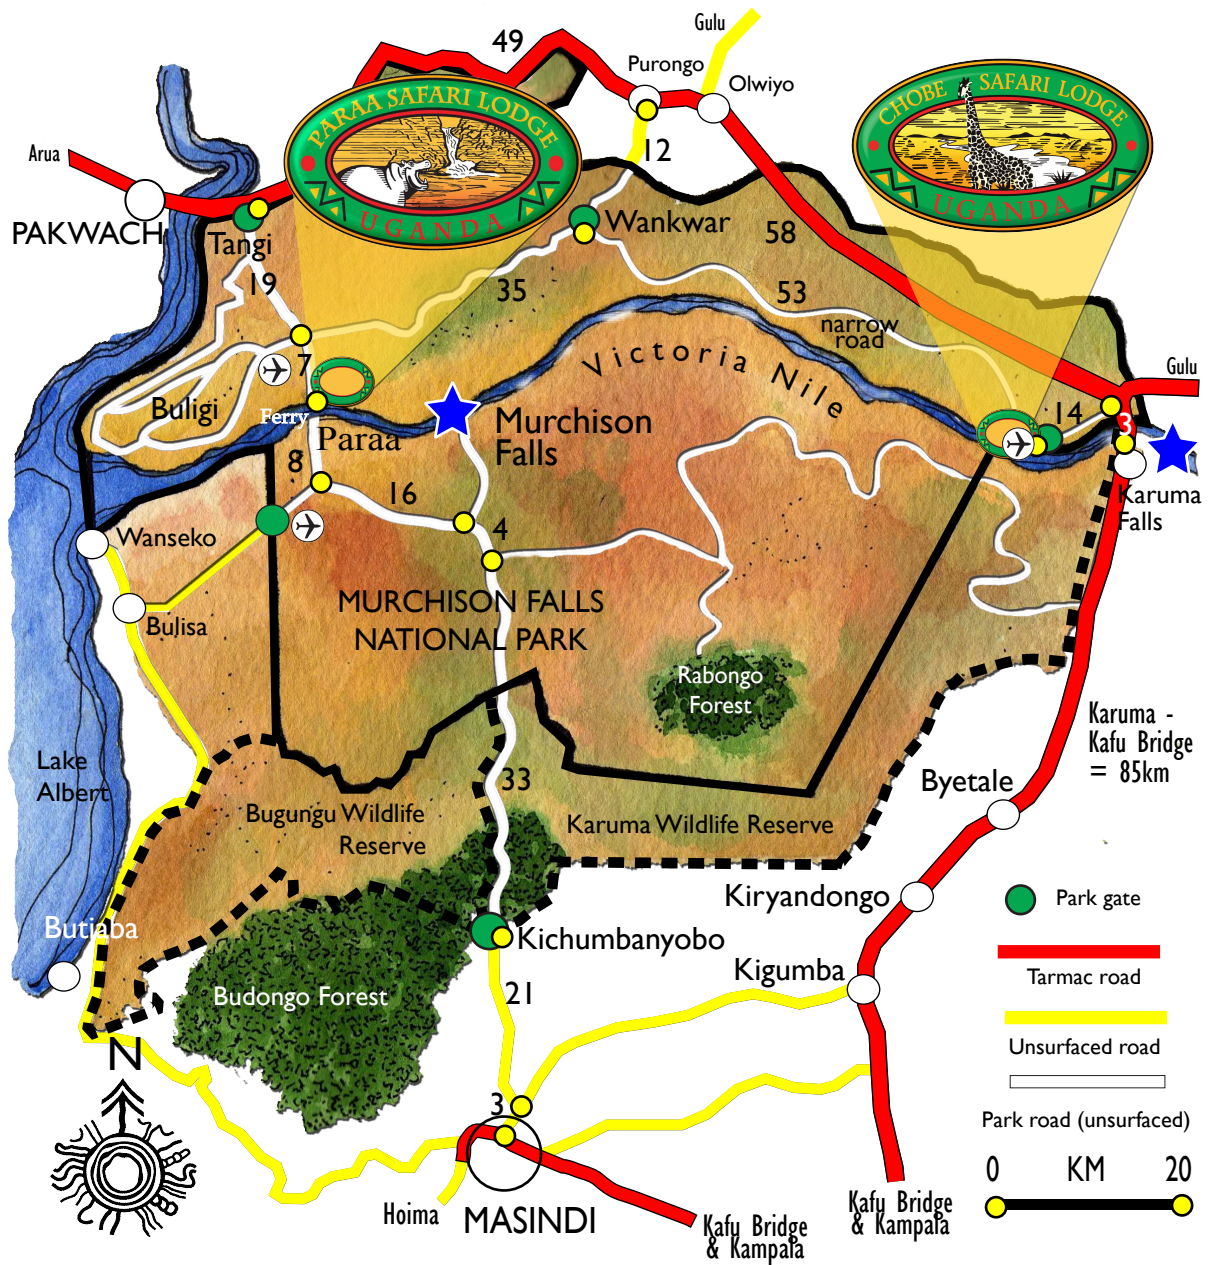 Gulu
49
Purongo
Olwiyo
PARAA SAFARI LODGE
UGANDA
CHOBE SAFARI LODGE
UGANDA
Arua
12
PAKWACH
Tangi
Wankwar
58
19
35
53
narrow
road
Victoria Nile
7
Gulu
Buligi
Ferry
Paraa
Murchison
Falls
14
3
8
16
Karuma
Falls
Wanseko
4
MURCHISON FALLS
NATIONAL PARK
Bulisa
Rabongo
Forest
Karuma -
Kafu Bridge
= 85km
Lake
Albert
33
Byetale
Bugungu Wildlife
Reserve
Karuma Wildlife Reserve
Kiryandongo
Park gate
Butiaba
Kichumbanyobo
Kigumba
Tarmac road
Budongo Forest
21
N
Unsurfaced road
3
Park road (unsurfaced)
0 KM 20
Hoima
MASINDI
Kafu Bridge
& Kampala
Kafu Bridge
& Kampala